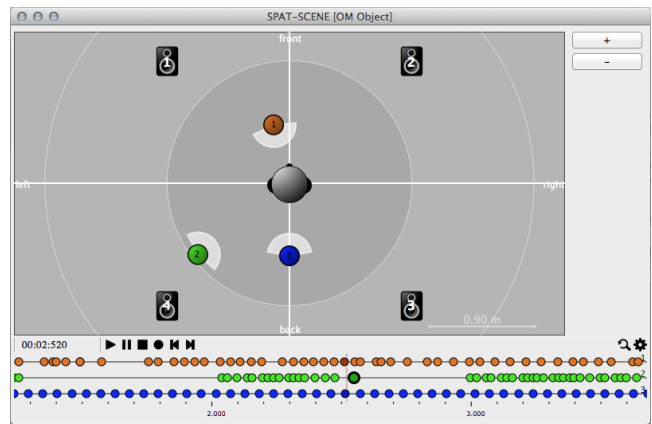 SPAT-SCENE [OM Object]
front
+
-
1
2
1
left
right
2
3
4
3
0.90 m
back
00:02:520
1
2
3
2.000
3.000